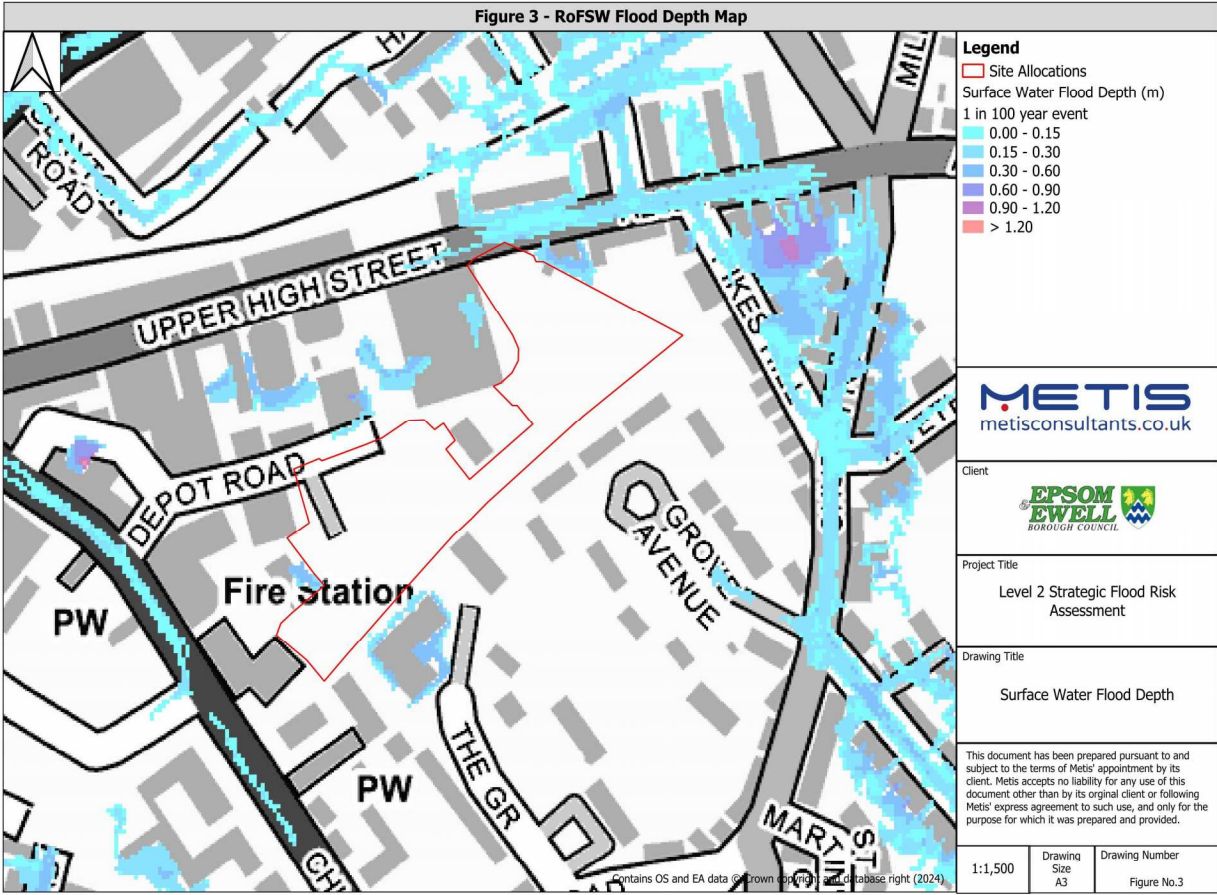 Figure 3 - RoFSW Flood Depth Map
ROAD
UPPER HIGH STREET
DEPOT ROAD
Fire Station
PW
GROVE
AVENUE
PW
THE GR
MARTIN
ST
Contains OS and EA data © Crown copyright and database right (2024)
Legend
Site Allocations
Surface Water Flood Depth (m)
1 in 100 year event
0.00 - 0.15
0.15 - 0.30
0.30 - 0.60
0.60 - 0.90
0.90 - 1.20
> 1.20
METIS
metisconsultants.co.uk
Client
EPSOM
& EWELL
BOROUGH COUNCIL
Project Title
Level 2 Strategic Flood Risk
Assessment
Drawing Title
Surface Water Flood Depth
This document has been prepared pursuant to and
subject to the terms of Metis' appointment by its
client. Metis accepts no liability for any use of this
document other than by its orginal client or following
Metis' express agreement to such use, and only for the
purpose for which it was prepared and provided.
1:1,500
Drawing
Size
A3
Drawing Number
Figure No.3